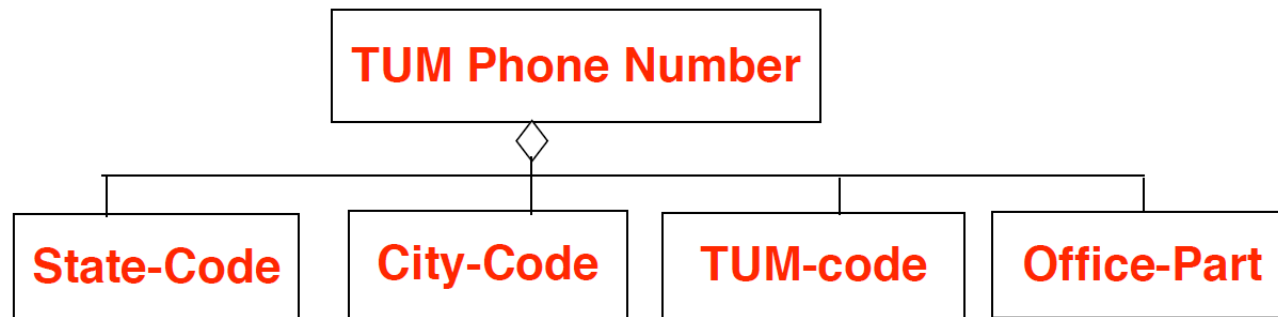 TUM Phone Number
State-Code
City-Code
TUM-code
Office-Part